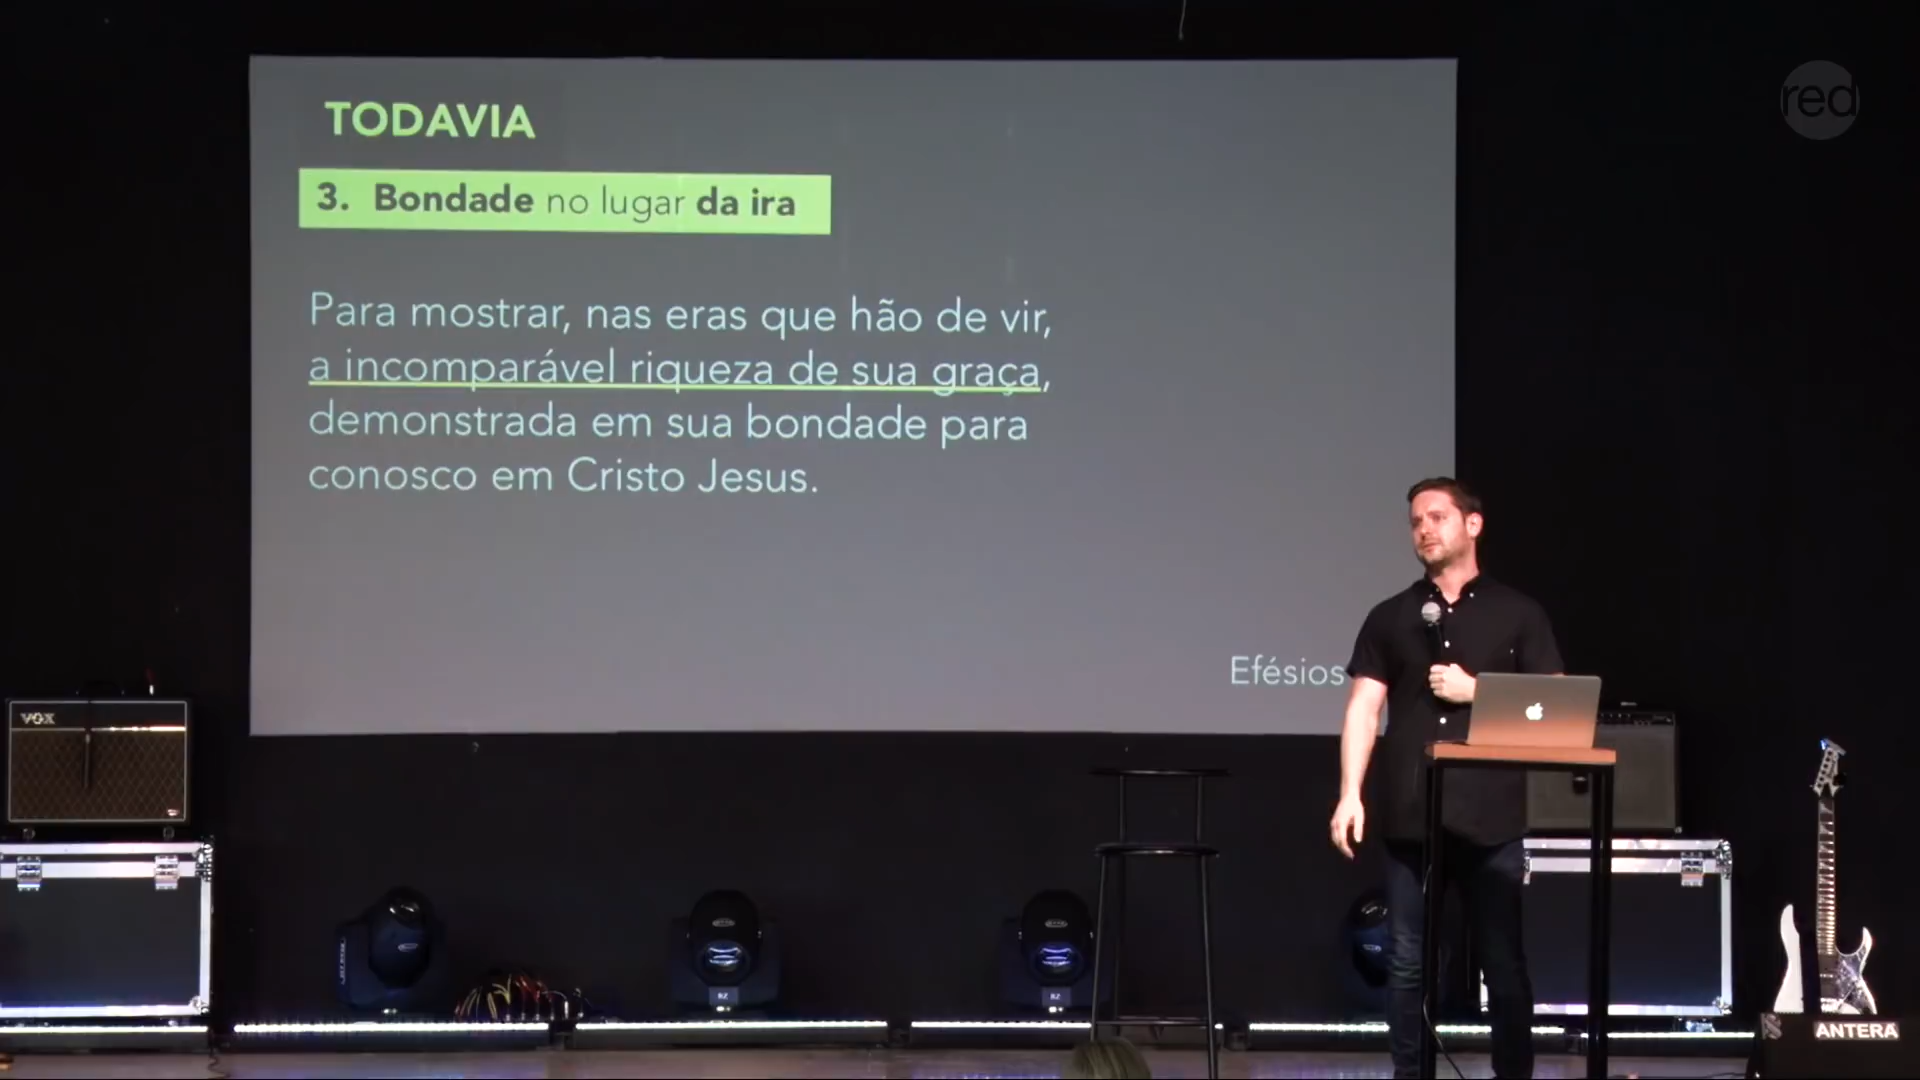 TODAVIA
3. Bondade no lugar da ira
Para mostrar, nas eras que hão de vir,
a incomparável riqueza de sua graça,
demonstrada em sua bondade para
conosco em Cristo Jesus.
Efésios
red
VOX
ANTERA